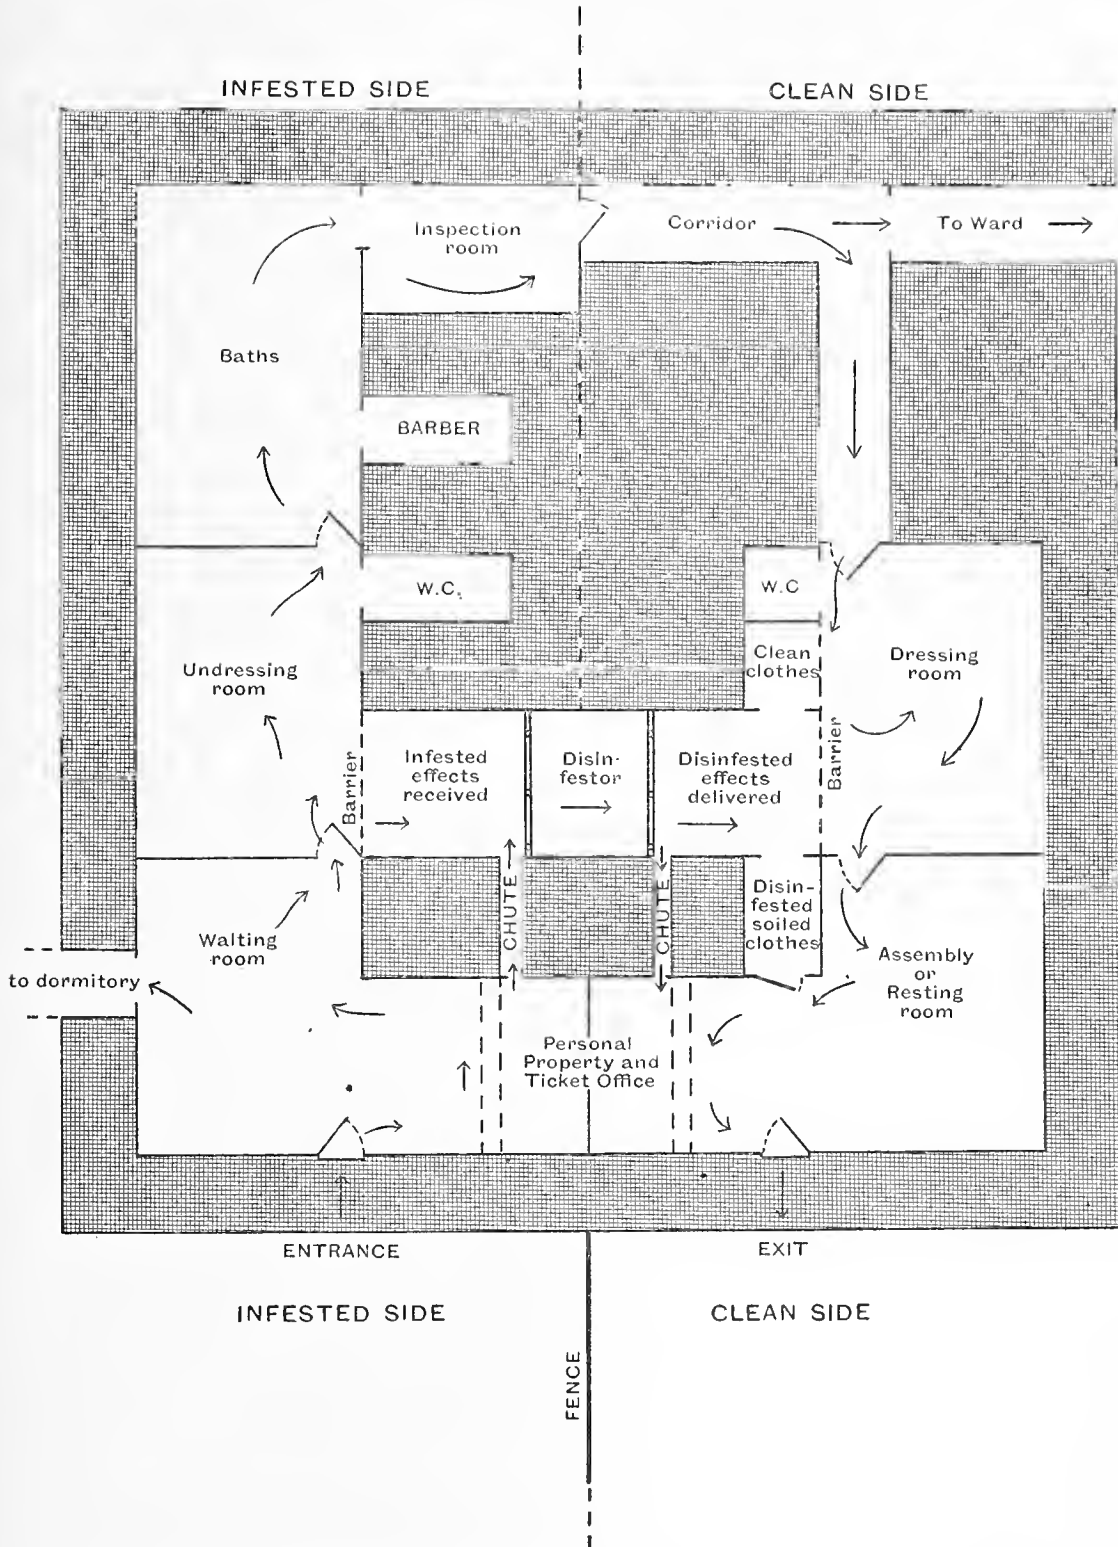 INFESTED SIDE
CLEAN SIDE
Inspection
room
Corridor
To Ward
Baths
BARBER
W.C.
W.C
Undressing
room
Clean
clothes
Dressing
room
Barrier
Infested
effects
received
Disin-
festor
Disinfested
effects
delivered
Barrier
CHUTE
CHUTE
Disin-
fested
soiled
clothes
Waiting
room
to dormitory
Assembly
or
Resting
room
Personal
Property and
Ticket Office
ENTRANCE
EXIT
INFESTED SIDE
CLEAN SIDE
FENCE